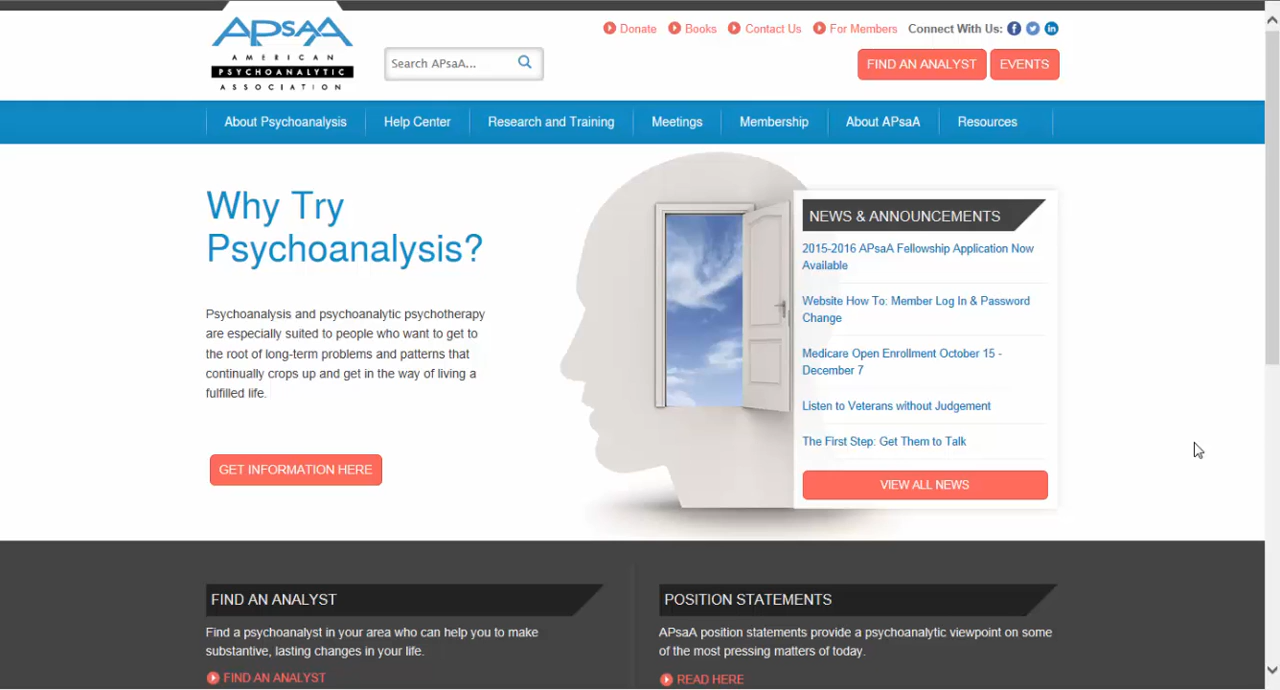 APSAA
AMERICAN
PSYCHOANALYTIC
ASSOCIATION
Search APsaA...
Donate
Books
Contact Us
For Members
Connect With Us:
FIND AN ANALYST
EVENTS
About Psychoanalysis
Help Center
Research and Training
Meetings
Membership
About APsaA
Resources
Why Try
Psychoanalysis?
Psychoanalysis and psychoanalytic psychotherapy
are especially suited to people who want to get to
the root of long-term problems and patterns that
continually crops up and get in the way of living a
fulfilled life.
GET INFORMATION HERE
NEWS & ANNOUNCEMENTS
2015-2016 APsaA Fellowship Application Now
Available
Website How To: Member Log In & Password
Change
Medicare Open Enrollment October 15 -
December 7
Listen to Veterans without Judgement
The First Step: Get Them to Talk
VIEW ALL NEWS
FIND AN ANALYST
Find a psychoanalyst in your area who can help you to make
substantive, lasting changes in your life.
FIND AN ANALYST
POSITION STATEMENTS
APsaA position statements provide a psychoanalytic viewpoint on some
of the most pressing matters of today.
READ HERE